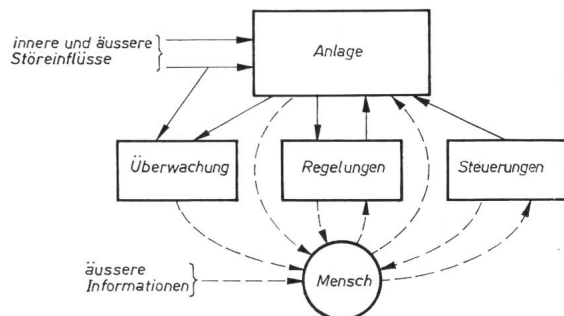 innere und äussere
Störeinflüsse
Anlage
Überwachung
Regelungen
Steuerungen
äussere
Informationen
Mensch